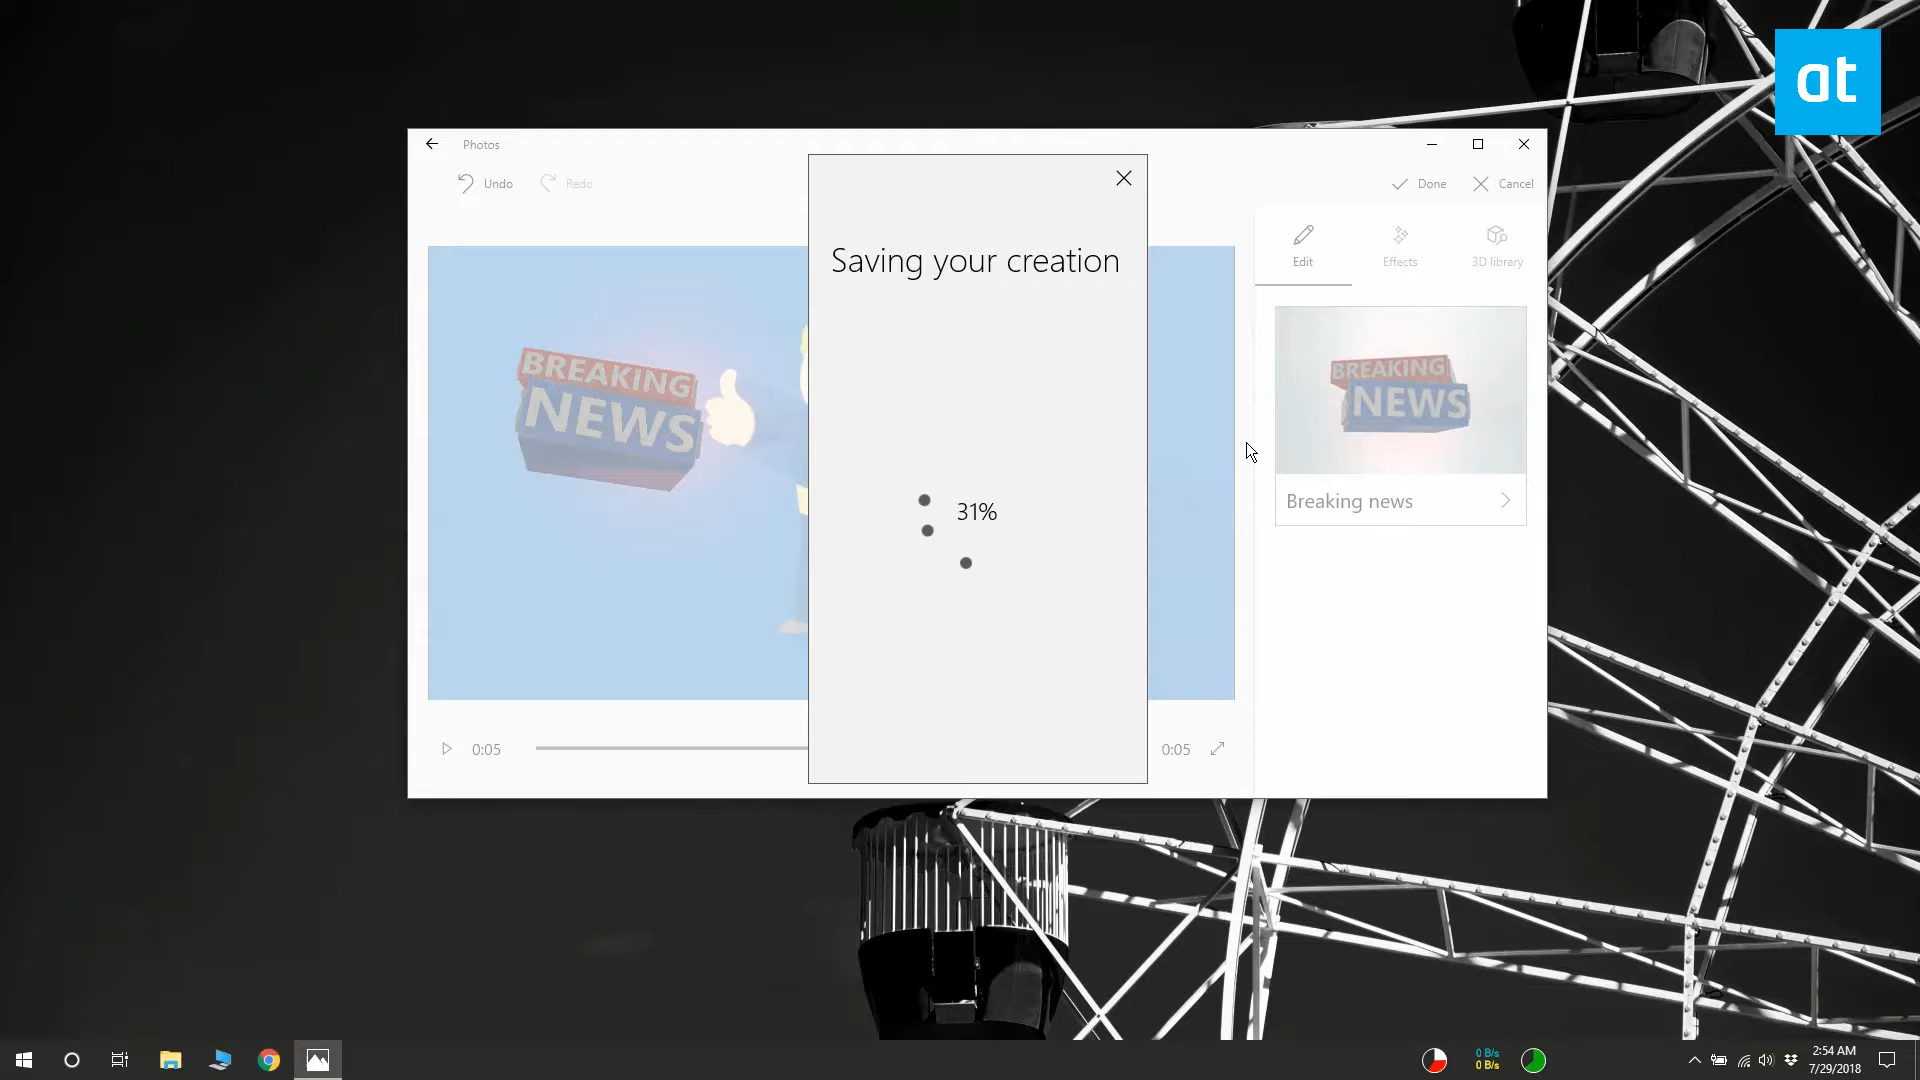 at
Photos
Undo Redo
Done Cancel
Saving your creation
Edit Effects 3D library
BREAKING
NEWS
BREAKING
NEWS
Breaking news
31%
0:05 0:05
0 B/s
0 B/s
2:54 AM
7/29/2018